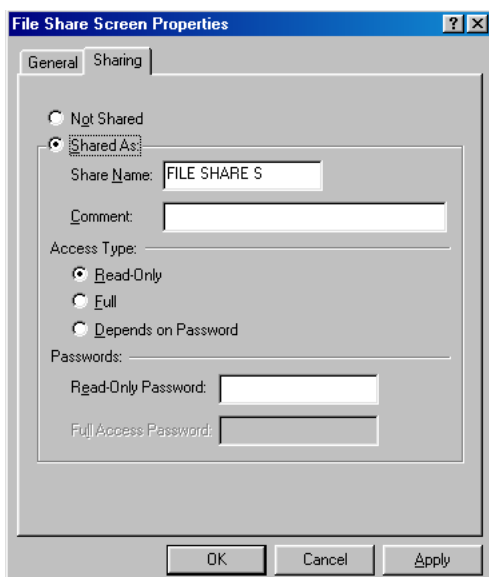 File Share Screen Properties
General Sharing
Not Shared
Shared As:
Share Name: FILE SHARE S
Comment:
Access Type:
Read-Only
Full
Depends on Password
Passwords:
Read-Only Password:
Full Access Password:
OK Cancel Apply